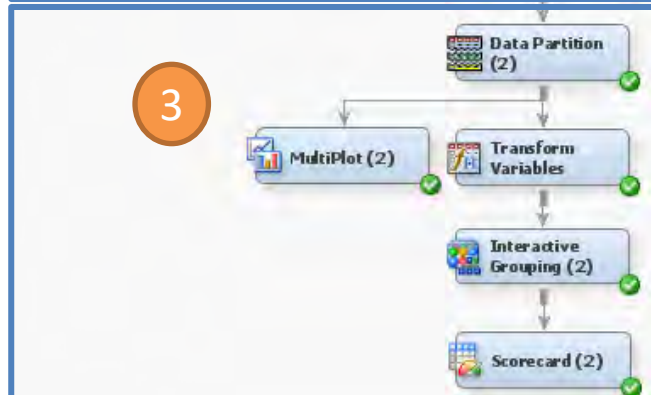 Data Partition
(2)
3
MultiPlot (2)
Transform
Variables
Interactive
Grouping (2)
Scorecard (2)